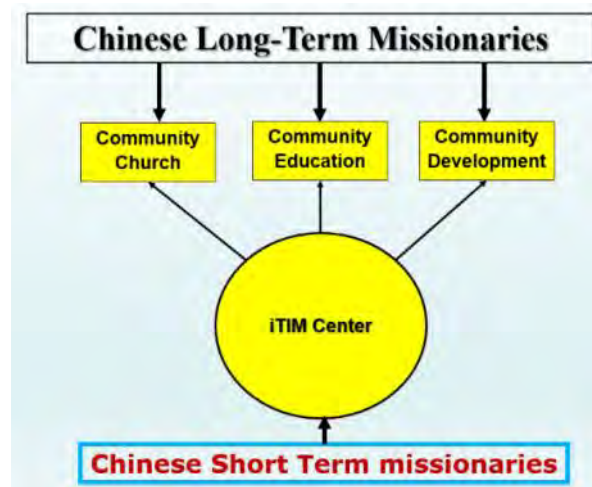 Chinese Long-Term Missionaries
Community
Church
Community
Education
Community
Development
iTIM Center
Chinese Short Term missionaries